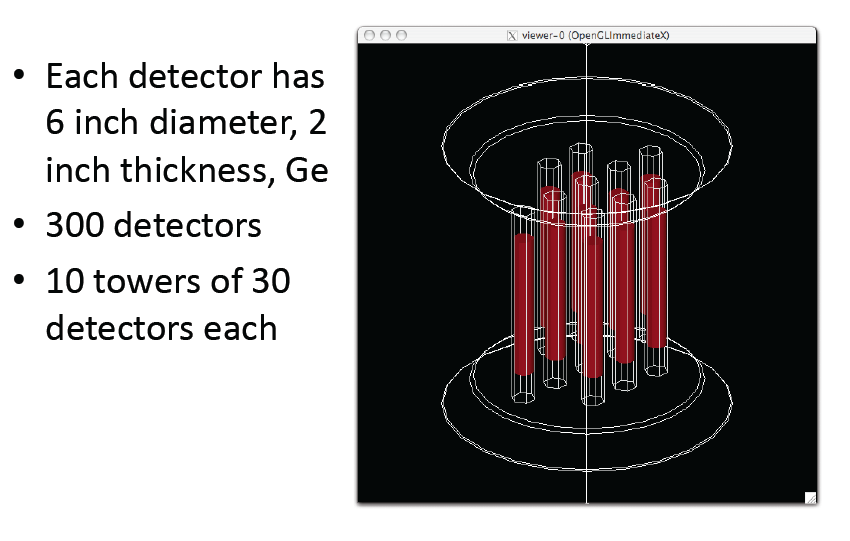 • Each detector has
6 inch diameter, 2
inch thickness, Ge
• 300 detectors
• 10 towers of 30
detectors each
viewer-0 (OpenGLImmediateX)